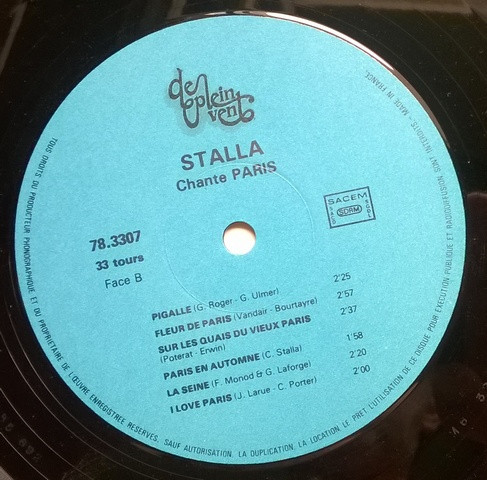 de
plein
vent
STALLA
Chante PARIS
78.3307
33 tours
Face B
SACEM
SACD
SDRM
SGDL
PIGALLE (G. Roger - G. Ulmer) 2'25
FLEUR DE PARIS (Vandair - Bourtayre) 2'57
SUR LES QUAIS DU VIEUX PARIS 2'37
(Poterat - Erwin)
PARIS EN AUTOMNE (C. Stalla) 1'58
LA SEINE (F. Monod & G. Laforge) 2'20
I LOVE PARIS (J. Larue - C. Porter) 2'00
TOUS DROITS DU PRODUCTEUR PHONOGRAPHIQUE ET DU PROPRIETAIRE DE L'ŒUVRE ENREGISTREE RESERVES. SAUF AUTORISATION. LA DUPLICATION. LA LOCATION. LE PRET. L'UTILISATION DE CE DISQUE POUR EXECUTION PUBLIQUE ET RADIODIFFUSION SONT INTERDITS - MADE IN FRANCE.